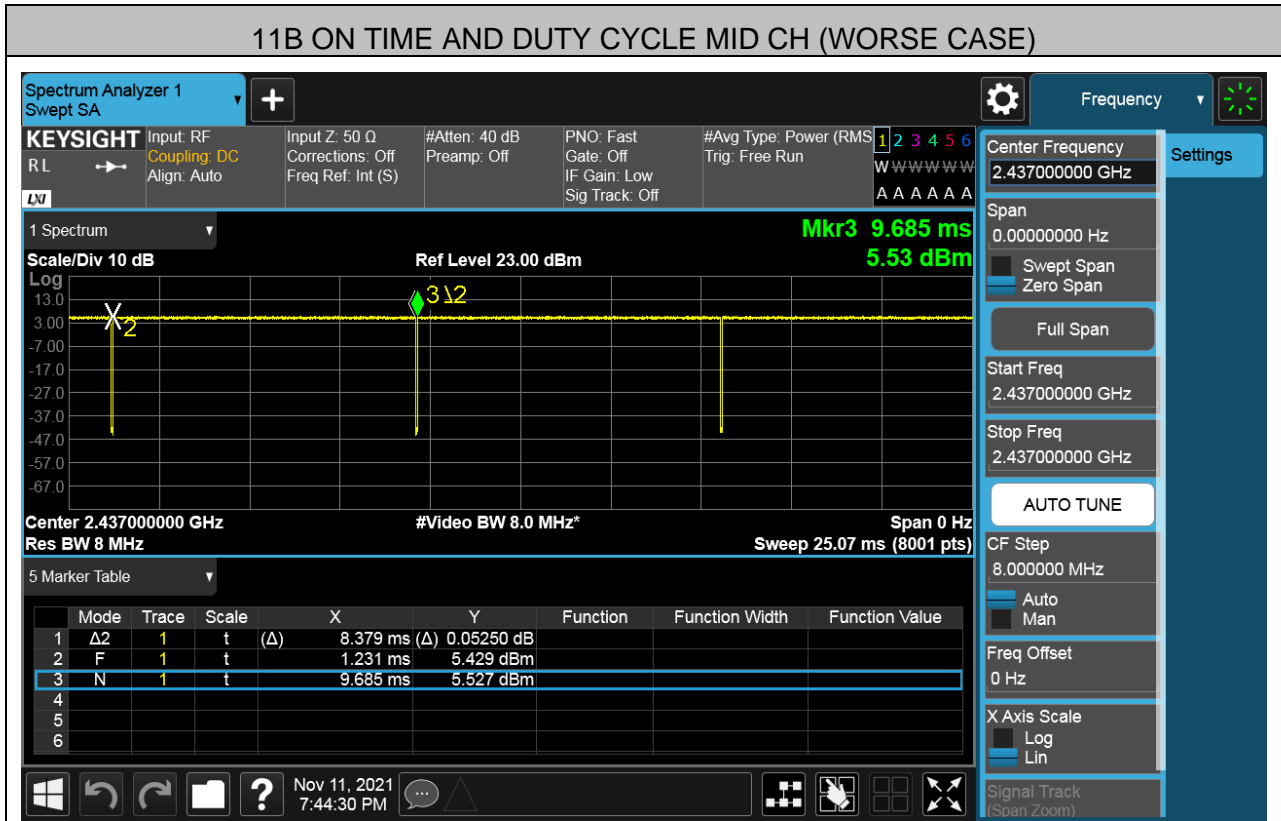 11B ON TIME AND DUTY CYCLE MID CH (WORSE CASE)
Spectrum Analyzer 1
Swept SA
+
Frequency
KEYSIGHT
RL
LXI
Input: RF
Coupling: DC
Align: Auto
Input Z: 50 Ω
Corrections: Off
Freq Ref: Int (S)
#Atten: 40 dB
Preamp: Off
PNO: Fast
Gate: Off
IF Gain: Low
Sig Track: Off
#Avg Type: Power (RMS
Trig: Free Run
1 2 3 4 5 6
W W W W W W
A A A A A A
1 Spectrum
Mkr3 9.685 ms
Scale/Div 10 dB
Ref Level 23.00 dBm
5.53 dBm
Log
13.0
3.00
-7.00
-17.0
-27.0
-37.0
-47.0
-57.0
-67.0
X2
3 1Δ2
Center 2.437000000 GHz
#Video BW 8.0 MHz*
Span 0 Hz
Res BW 8 MHz
Sweep 25.07 ms (8001 pts)
5 Marker Table
Mode Trace Scale X Y Function Function Width Function Value
1 Δ2 1 t (Δ) 8.379 ms (Δ) 0.05250 dB
2 F 1 t 1.231 ms 5.429 dBm
3 N 1 t 9.685 ms 5.527 dBm
4
5
6
?
Nov 11, 2021
7:44:30 PM
Center Frequency
2.437000000 GHz
Settings
Span
0.00000000 Hz
Swept Span
Zero Span
Full Span
Start Freq
2.437000000 GHz
Stop Freq
2.437000000 GHz
AUTO TUNE
CF Step
8.000000 MHz
Auto
Man
Freq Offset
0 Hz
X Axis Scale
Log
Lin
Signal Track
(Span Zoom)